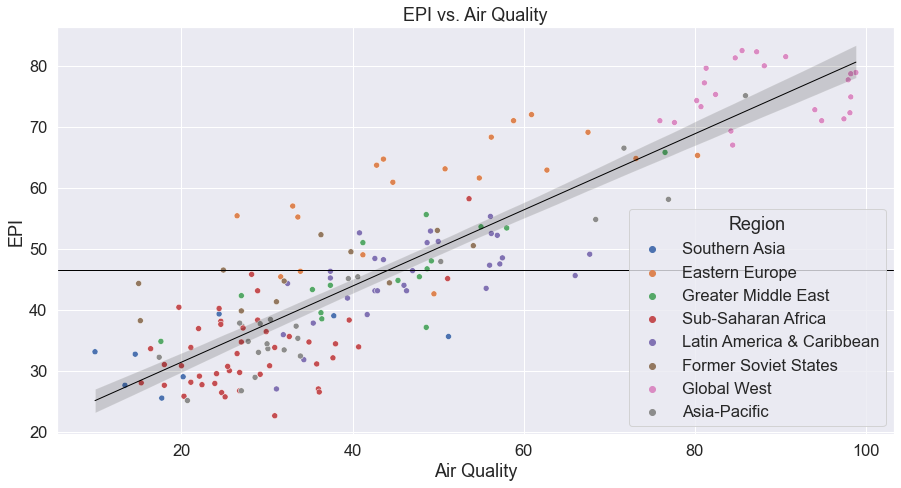 EPI vs. Air Quality
80
70
60
50
40
30
20
EPI
20 40 60 80 100
Air Quality
Region
Southern Asia
Eastern Europe
Greater Middle East
Sub-Saharan Africa
Latin America & Caribbean
Former Soviet States
Global West
Asia-Pacific